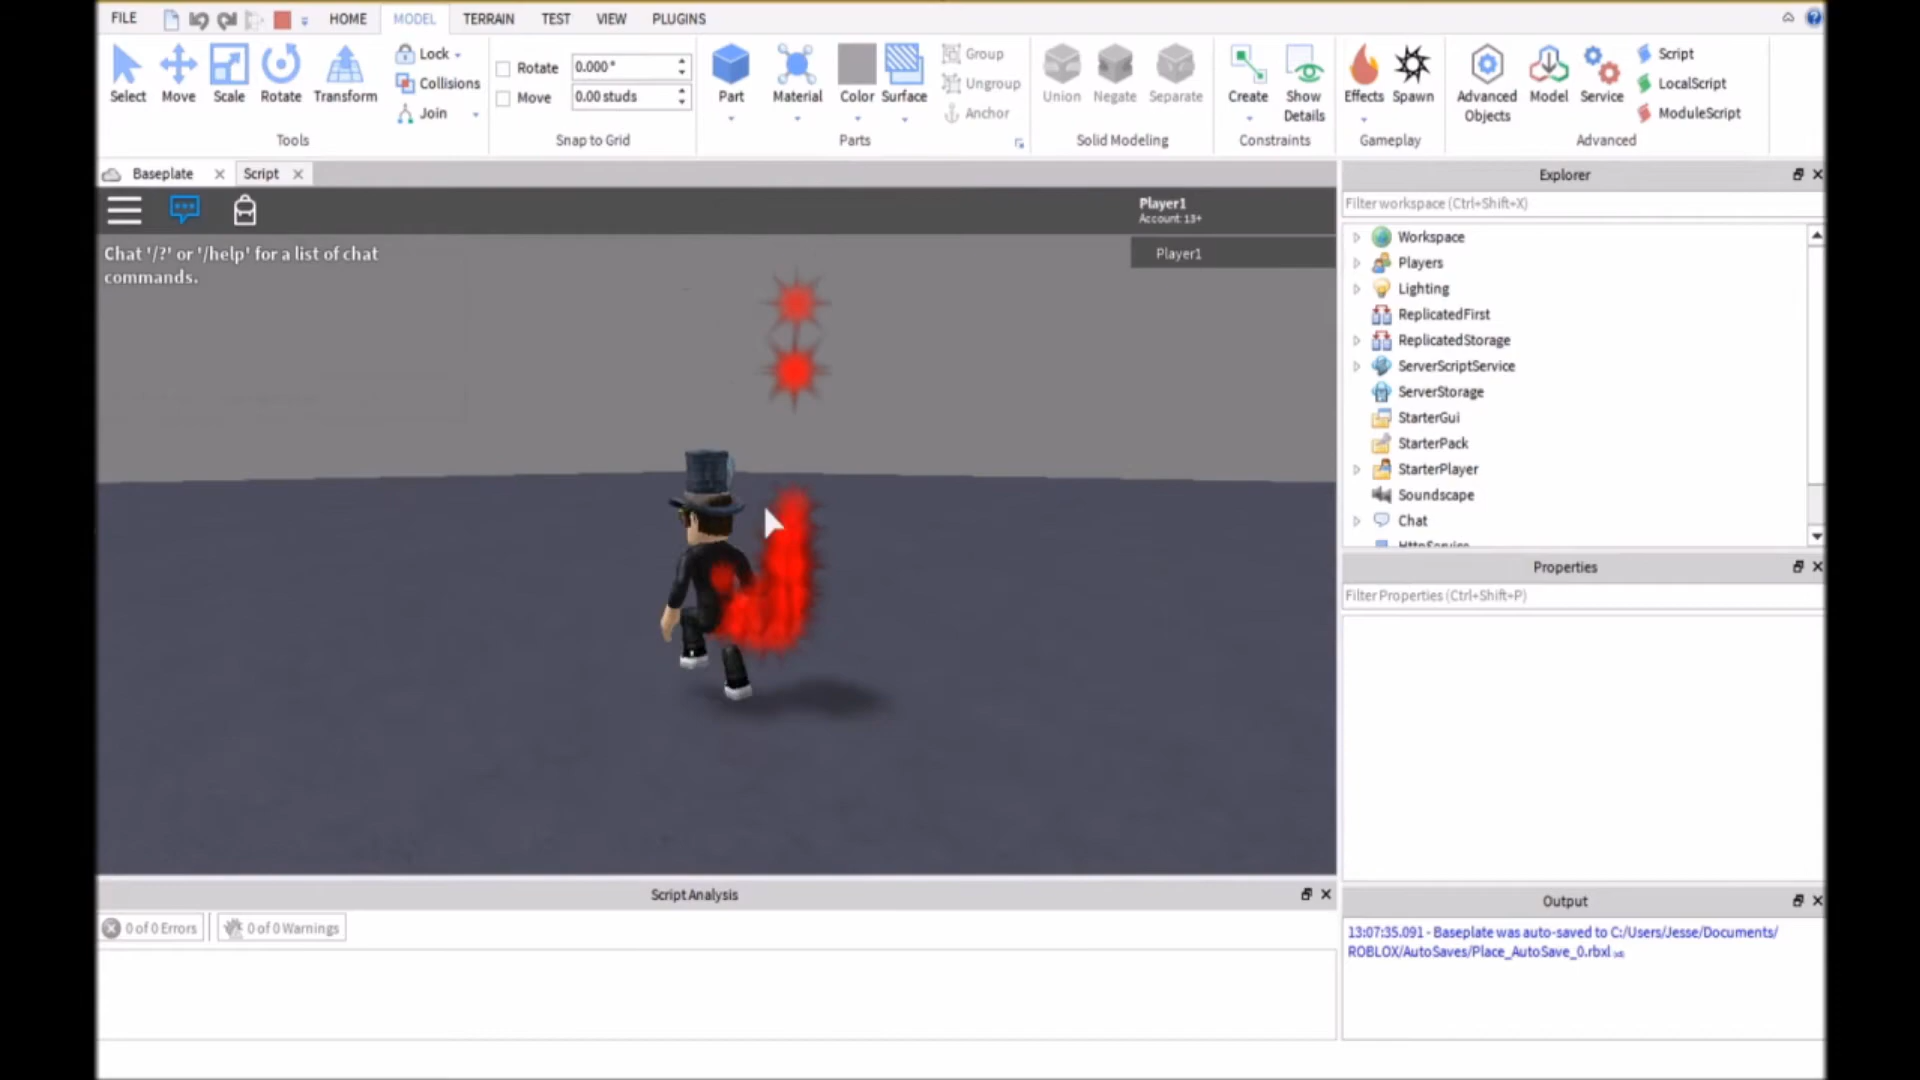 FILE
HOME
MODEL
TERRAIN
TEST
VIEW
PLUGINS
Select
Move
Scale
Rotate
Transform
Lock
Collisions
Join
Tools
Rotate
0.000 °
Move
0.00 studs
Snap to Grid
Part
Material
Color
Surface
Group
Ungroup
Anchor
Parts
Union
Negate
Separate
Solid Modeling
Create
Show
Details
Constraints
Effects
Spawn
Gameplay
Advanced
Objects
Model
Service
Script
LocalScript
ModuleScript
Advanced
Baseplate
Script
Player1
Account: 13+
Player1
Chat '/?' or '/help' for a list of chat
commands.
Explorer
Filter workspace (Ctrl+Shift+X)
Workspace
Players
Lighting
ReplicatedFirst
ReplicatedStorage
ServerScriptService
ServerStorage
StarterGui
StarterPack
StarterPlayer
Soundscape
Chat
HttpService
Properties
Filter Properties (Ctrl+Shift+P)
Script Analysis
0 of 0 Errors
0 of 0 Warnings
Output
13:07:35.091 - Baseplate was auto-saved to C:/Users/Jesse/Documents/
ROBLOX/AutoSaves/Place_AutoSave_0.rbxl